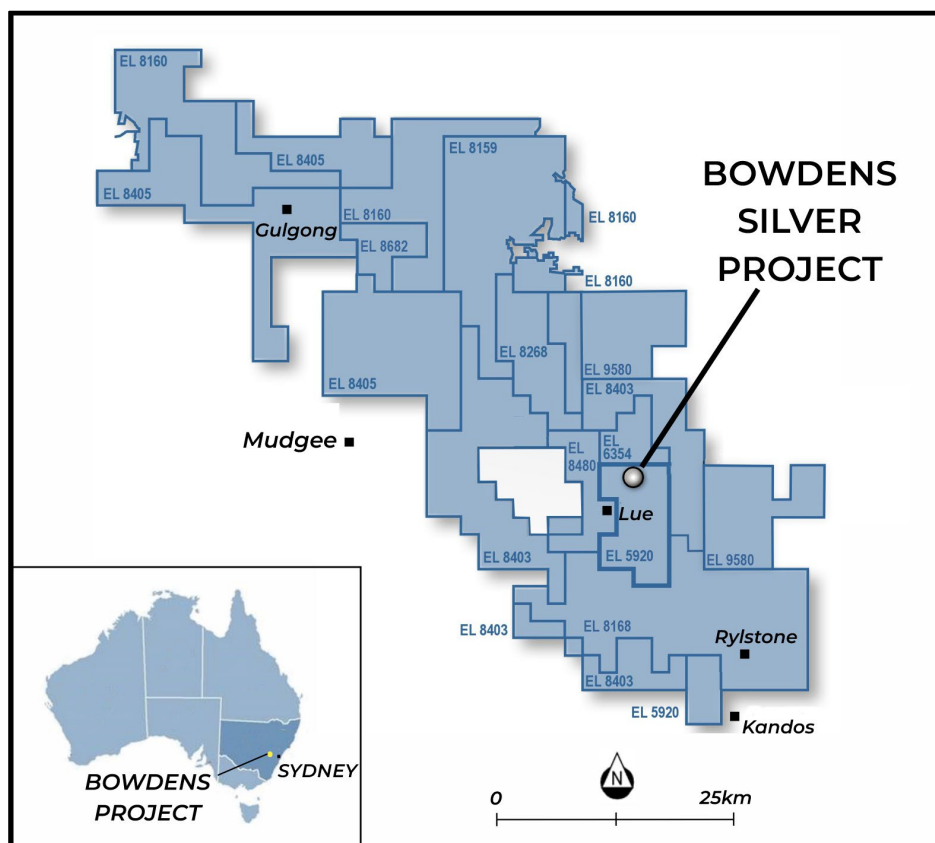 EL 8160
EL 8159
EL 8405
EL 8405
BOWDENS
SILVER
PROJECT
EL 8160
EL 8160
Gulgong
EL 8682
EL 8160
EL 8268
EL 9580
EL 8405
EL 8403
Mudgee
EL
8480
EL
6354
Lue
EL 8403
EL 5920
EL 9580
EL 8403
EL 8168
Rylstone
EL 8403
EL 5920
Kandos
SYDNEY
BOWDENS
PROJECT
N
0
25km